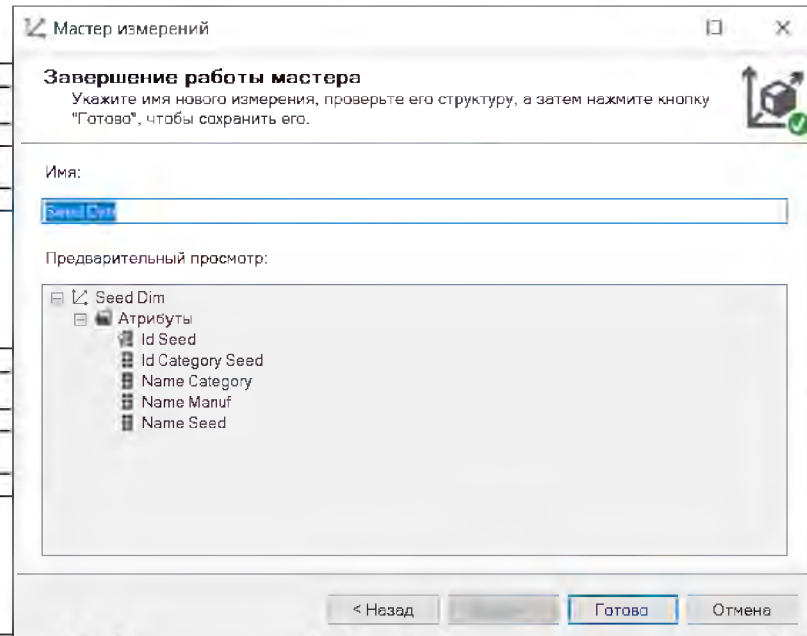 Мастер измерений
Завершение работы мастера
Укажите имя нового измерения, проверьте его структуру, а затем нажмите кнопку
"Готово", чтобы сохранить его.
Имя:
Seed Dim
Предварительный просмотр:
Seed Dim
Атрибуты
Id Seed
Id Category Seed
Name Category
Name Manuf
Name Seed
< Назад
Готово
Отмена